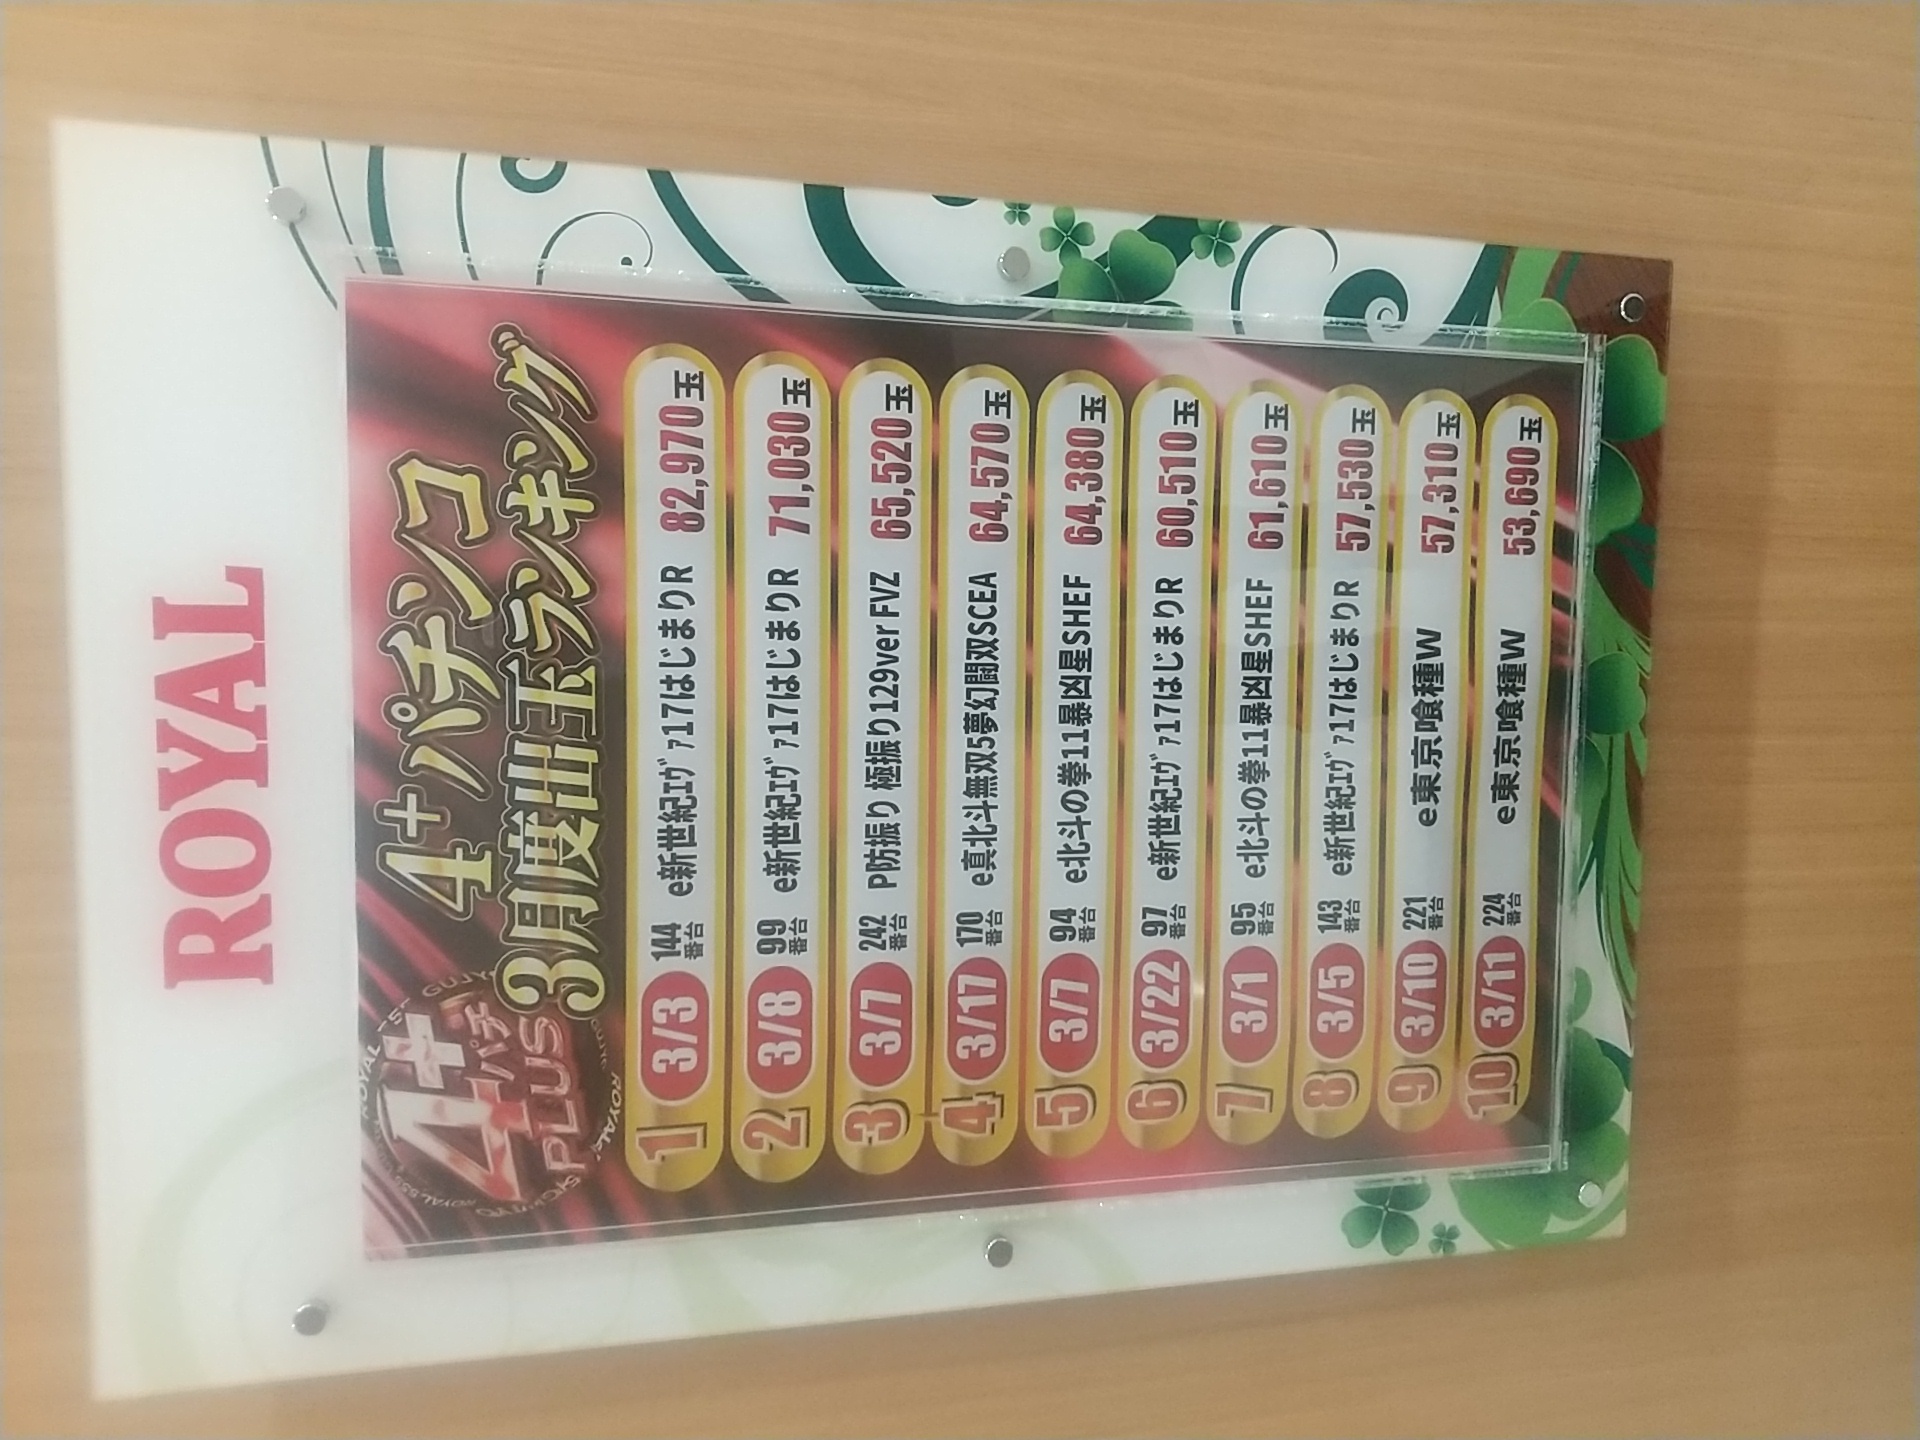 ROYAL
4+パチンコ
3月度出玉ランキング
4+パチ
PLUS
1 3/3 144番台 e新世紀ｴｳﾞｧ17はじまりR 82,970玉
2 3/8 99番台 e新世紀ｴｳﾞｧ17はじまりR 71,030玉
3 3/7 242番台 P防振り 極振り129ver FVZ 65,520玉
4 3/17 170番台 e真北斗無双5夢幻闘双SCEA 64,570玉
5 3/7 94番台 e北斗の拳11暴凶星SHEF 64,380玉
6 3/22 97番台 e新世紀ｴｳﾞｧ17はじまりR 60,510玉
7 3/1 95番台 e北斗の拳11暴凶星SHEF 61,610玉
8 3/5 143番台 e新世紀ｴｳﾞｧ17はじまりR 57,530玉
9 3/10 221番台 e東京喰種W 57,310玉
10 3/11 224番台 e東京喰種W 53,690玉